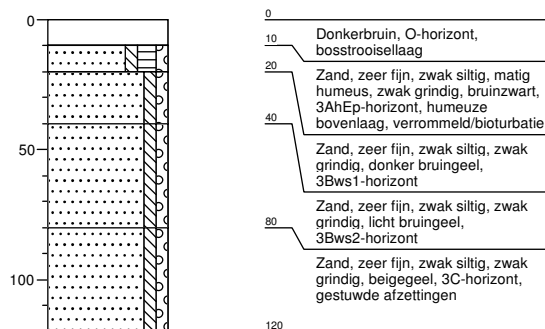 0
50
100
0
Donkerbruin, O-horizont,
bosstrooisellaag
10
Zand, zeer fijn, zwak siltig, matig
humeus, zwak grindig, bruinzwart,
3AhEp-horizont, humeuze
bovenlaag, verrommeld/bioturbatie
20
Zand, zeer fijn, zwak siltig, zwak
grindig, donker bruingeel,
3Bws1-horizont
40
Zand, zeer fijn, zwak siltig, zwak
grindig, licht bruingeel,
3Bws2-horizont
80
Zand, zeer fijn, zwak siltig, zwak
grindig, beigegeel, 3C-horizont,
gestuwde afzettingen
120